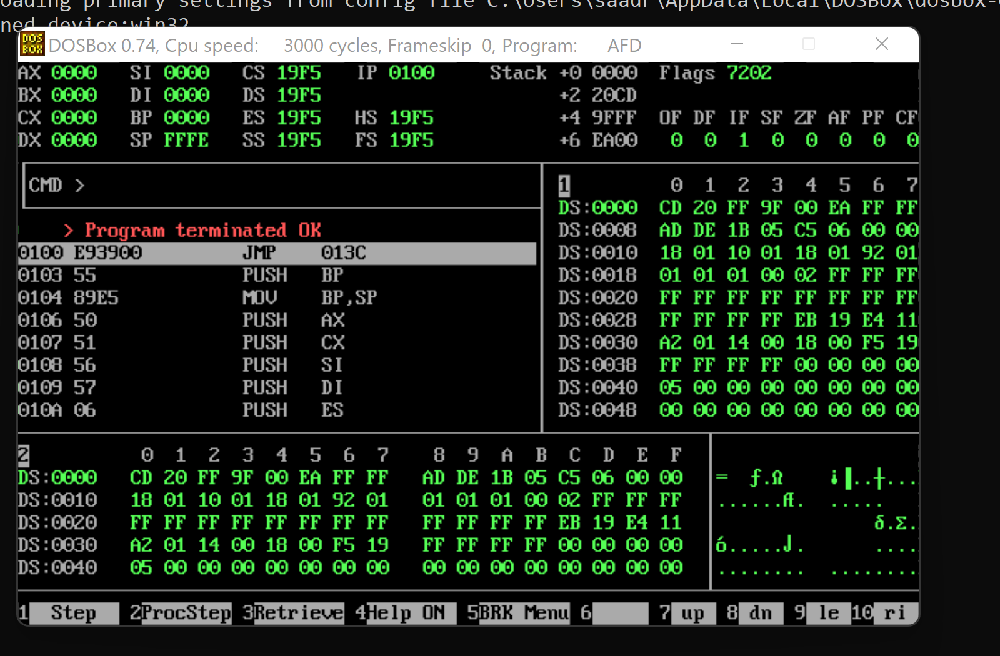 oading primary settings from config file C:\Users\saadr\AppData\Local\DOSBox\dosbox-
ned device:win32
DOS BOX DOSBox 0.74, Cpu speed: 3000 cycles, Frameskip 0, Program: AFD
AX 0000 SI 0000 CS 19F5 IP 0100 Stack +0 0000 Flags 7202
BX 0000 DI 0000 DS 19F5 +2 20CD
CX 0000 BP 0000 ES 19F5 HS 19F5 +4 9FFF OF DF IF SF ZF AF PF CF
DX 0000 SP FFFE SS 19F5 FS 19F5 +6 EA00 0 0 1 0 0 0 0 0
CMD >
> Program terminated OK
0100 E93900 JMP 013C
0103 55 PUSH BP
0104 89E5 MOV BP,SP
0106 50 PUSH AX
0107 51 PUSH CX
0108 56 PUSH SI
0109 57 PUSH DI
010A 06 PUSH ES
1 0 1 2 3 4 5 6 7
DS:0000 CD 20 FF 9F 00 EA FF FF
DS:0008 AD DE 1B 05 C5 06 00 00
DS:0010 18 01 10 01 18 01 92 01
DS:0018 01 01 01 00 02 FF FF FF
DS:0020 FF FF FF FF FF FF FF FF
DS:0028 FF FF FF FF EB 19 E4 11
DS:0030 A2 01 14 00 18 00 F5 19
DS:0038 FF FF FF FF 00 00 00 00
DS:0040 05 00 00 00 00 00 00 00
DS:0048 00 00 00 00 00 00 00 00
2 0 1 2 3 4 5 6 7 8 9 A B C D E F
DS:0000 CD 20 FF 9F 00 EA FF FF AD DE 1B 05 C5 06 00 00 = ƒ.Ω ¡▐..┼...
DS:0010 18 01 10 01 18 01 92 01 01 01 01 00 02 FF FF FF ......Æ. .....
DS:0020 FF FF FF FF FF FF FF FF FF FF FF FF EB 19 E4 11 δ.Σ.
DS:0030 A2 01 14 00 18 00 F5 19 FF FF FF FF 00 00 00 00 ó.....⌡. ....
DS:0040 05 00 00 00 00 00 00 00 00 00 00 00 00 00 00 00 ........ ........
1 Step 2 ProcStep 3 Retrieve 4 Help ON 5 BRK Menu 6 7 up 8 dn 9 le 10 ri